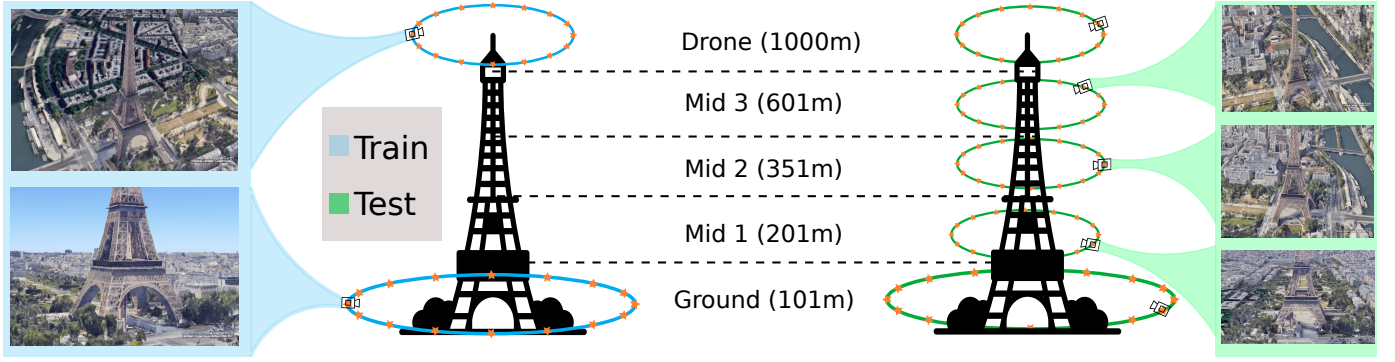 Drone (1000m)
Mid 3 (601m)
Train
Mid 2 (351m)
Test
Mid 1 (201m)
Ground (101m)